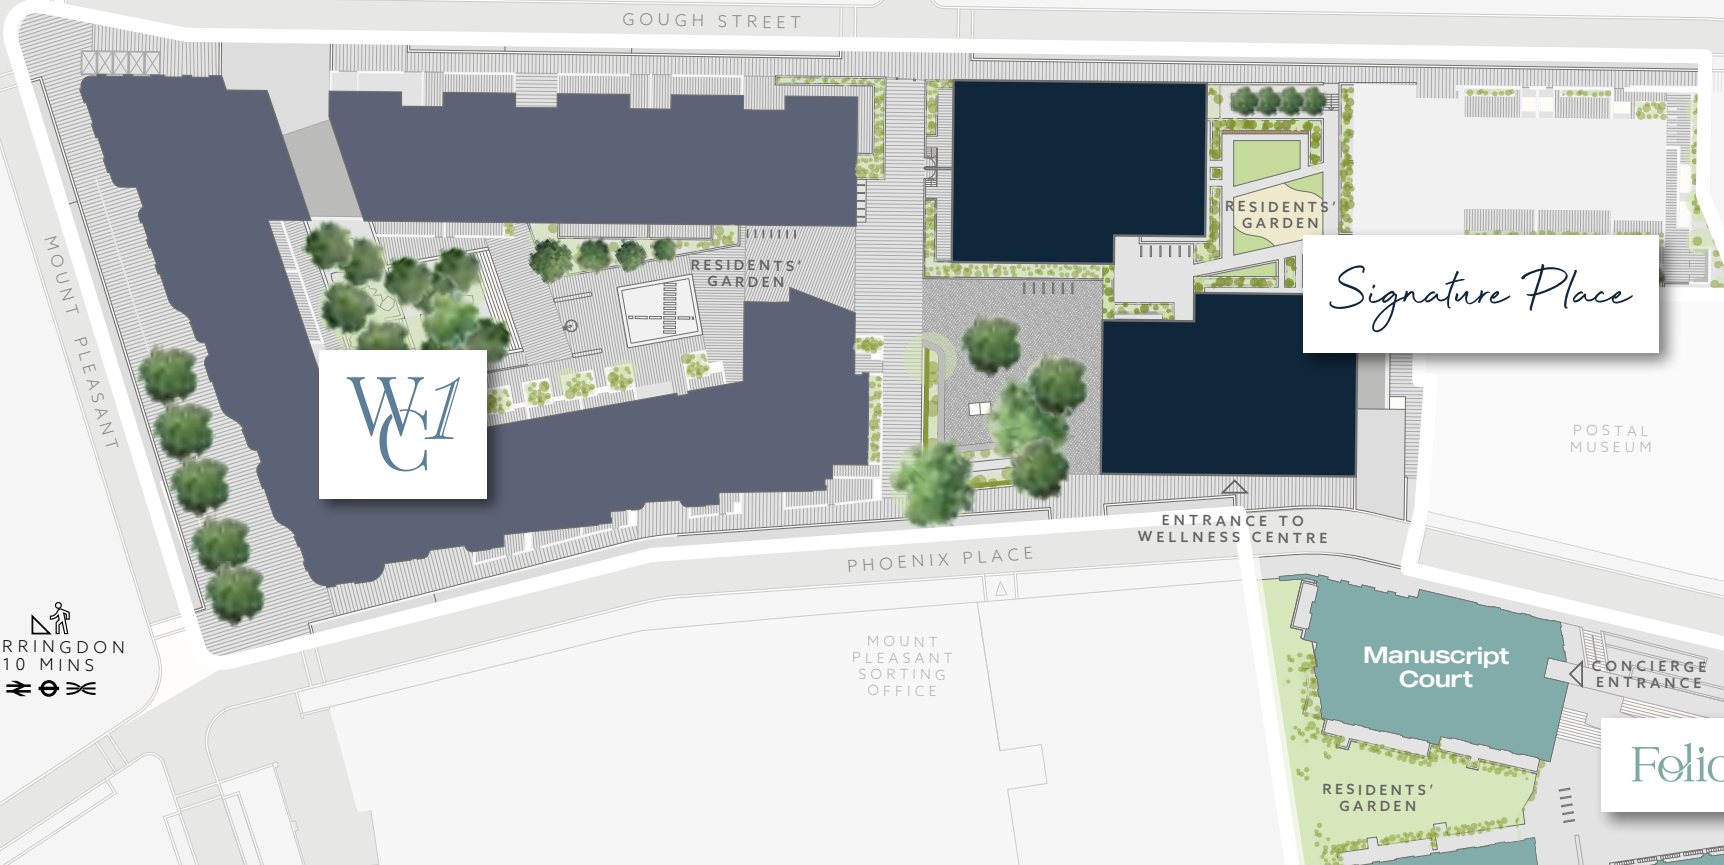 GOUGH STREET
MOUNT PLEASANT
RESIDENTS'
GARDEN
RESIDENTS'
GARDEN
Signature Place
WC1
POSTAL
MUSEUM
ENTRANCE TO
WELLNESS CENTRE
PHOENIX PLACE
RRINGDON
10 MINS
MOUNT
PLEASANT
SORTING
OFFICE
Manuscript
Court
CONCIERGE
ENTRANCE
Folio
RESIDENTS'
GARDEN